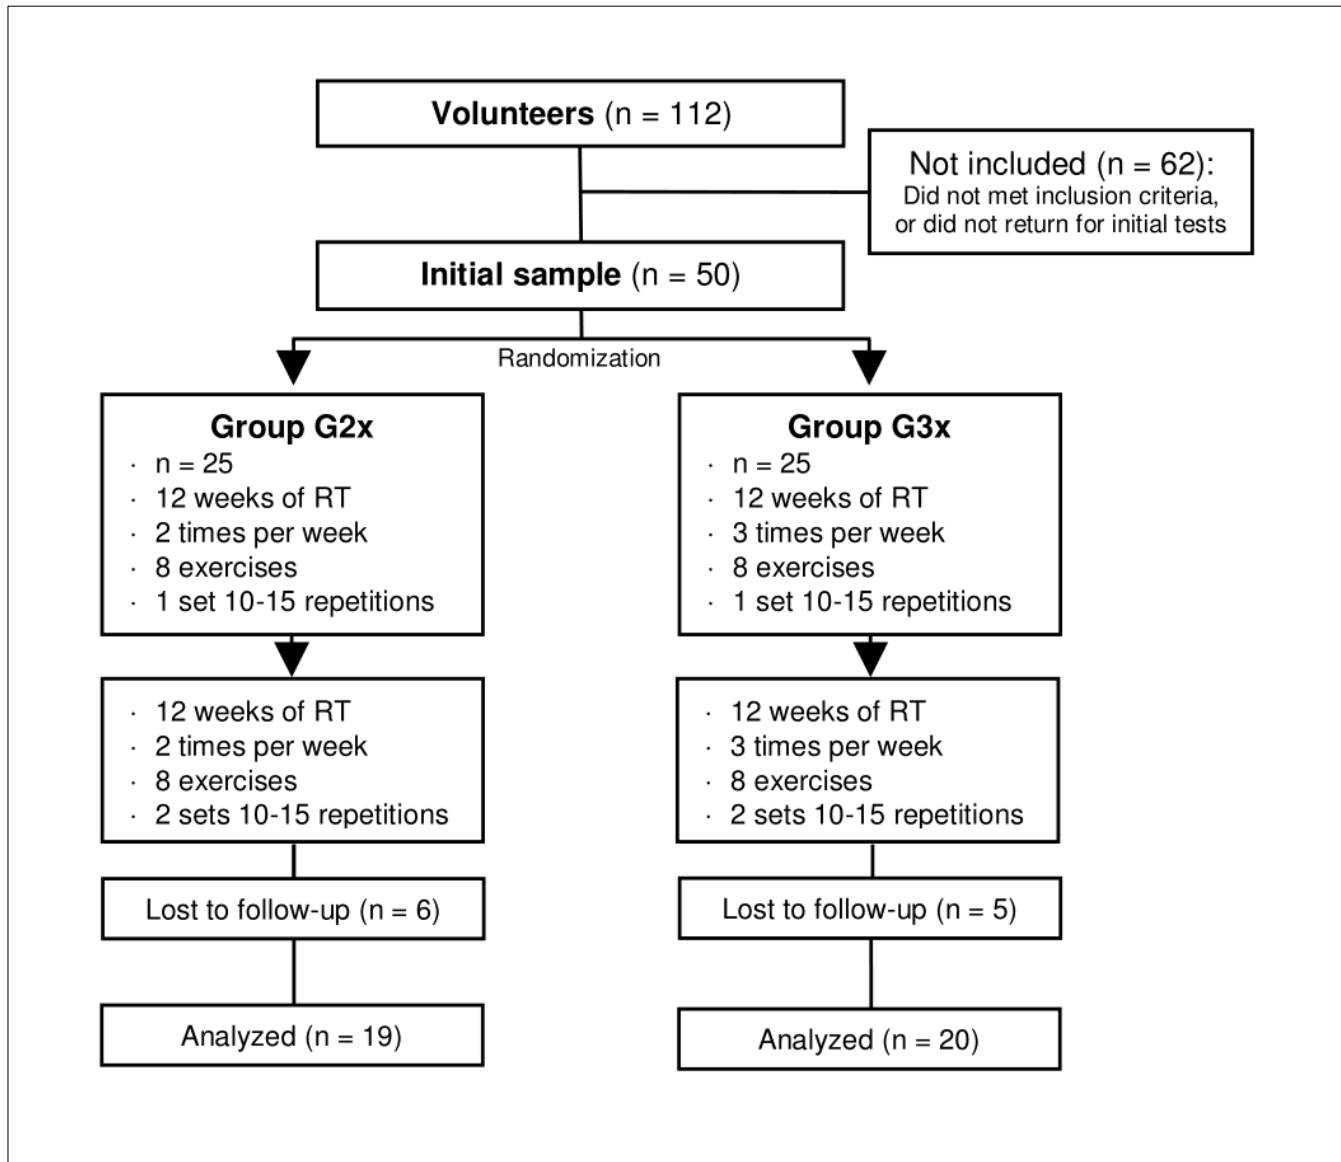 Volunteers (n = 112)
Not included (n = 62):
Did not met inclusion criteria,
or did not return for initial tests
Initial sample (n = 50)
Randomization
Group G2x
· n = 25
· 12 weeks of RT
· 2 times per week
· 8 exercises
· 1 set 10-15 repetitions
Group G3x
· n = 25
· 12 weeks of RT
· 3 times per week
· 8 exercises
· 1 set 10-15 repetitions
· 12 weeks of RT
· 2 times per week
· 8 exercises
· 2 sets 10-15 repetitions
· 12 weeks of RT
· 3 times per week
· 8 exercises
· 2 sets 10-15 repetitions
Lost to follow-up (n = 6)
Lost to follow-up (n = 5)
Analyzed (n = 19)
Analyzed (n = 20)